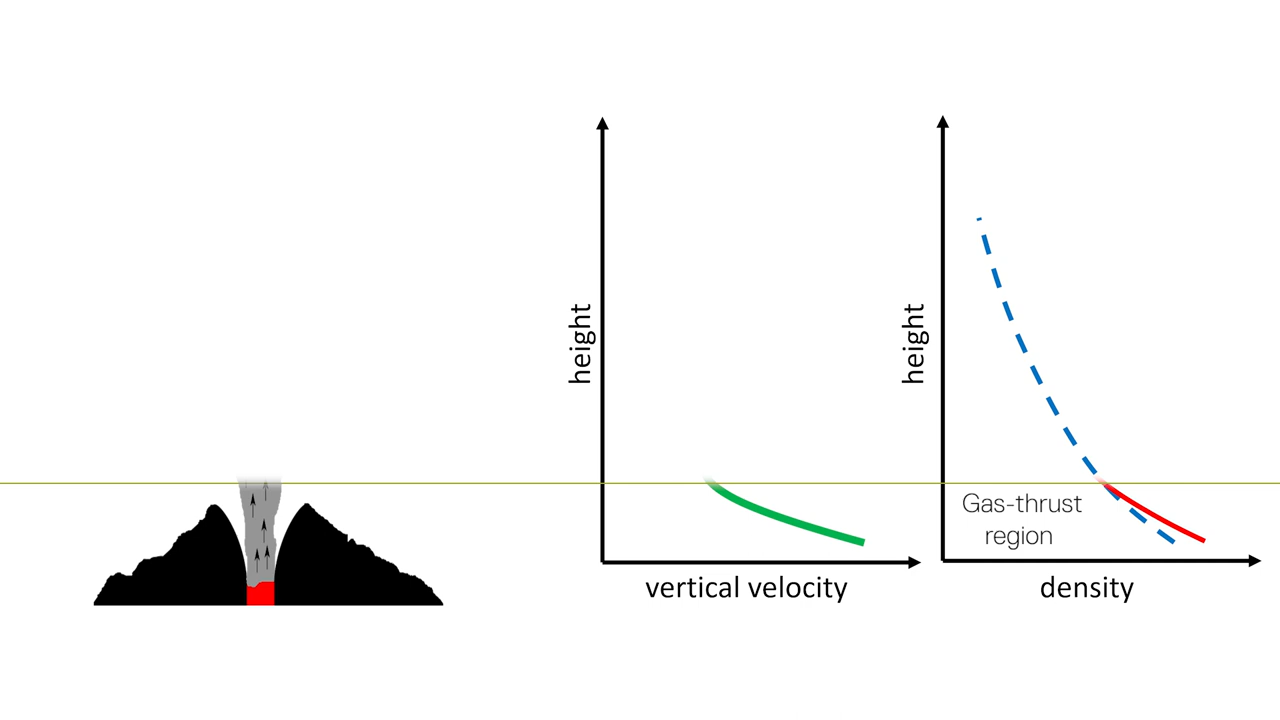 height
vertical velocity
height
Gas-thrust
region
density